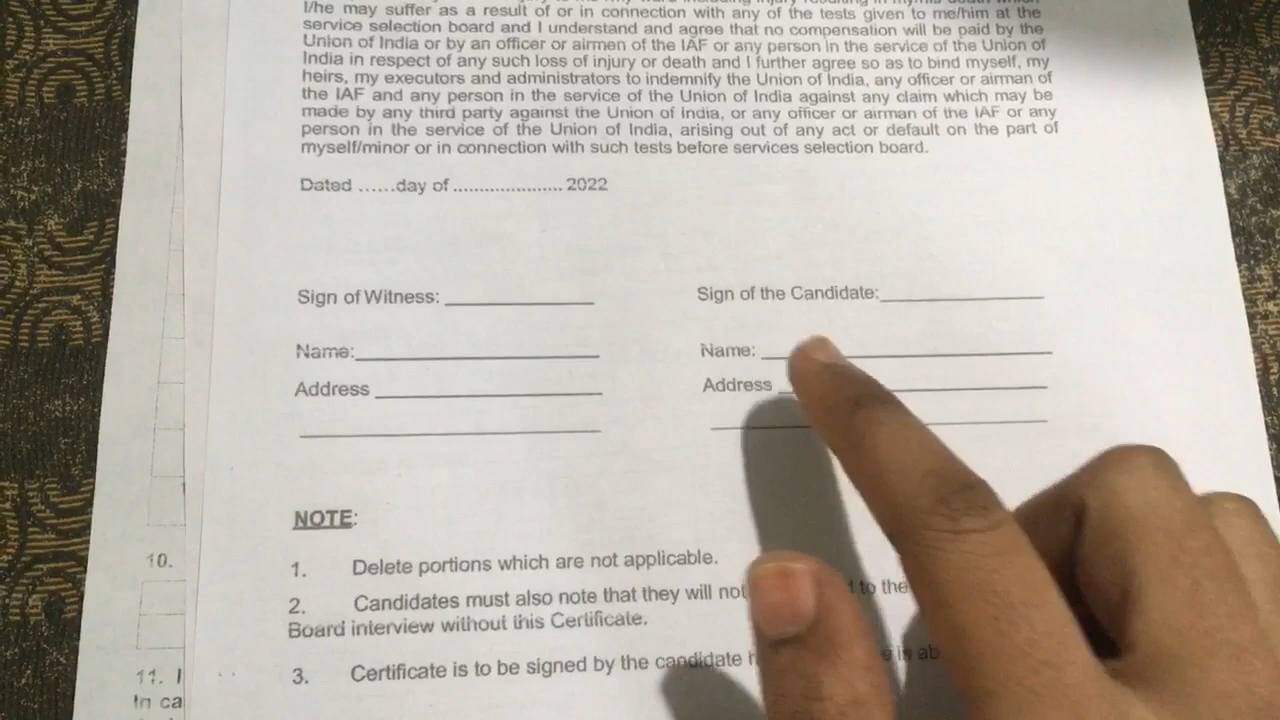 I/he may suffer as a result of or in connection with any of the tests given to me/him at the
service selection board and I understand and agree that no compensation will be paid by the
Union of India or by an officer or airmen of the IAF or any person in the service of the Union of
India in respect of any such loss of injury or death and I further agree so as to bind myself, my
heirs, my executors and administrators to indemnify the Union of India, any officer or airman of
the IAF and any person in the service of the Union of India against any claim which may be
made by any third party against the Union of India, or any officer or airman of the IAF or any
person in the service of the Union of India, arising out of any act or default on the part of
myself/minor or in connection with such tests before services selection board.
Dated ......day of ..................... 2022
Sign of Witness: ______________ Sign of the Candidate:________________
Name:________________________ Name: ____________________________
Address ______________________ Address __________________________
NOTE:
1. Delete portions which are not applicable.
2. Candidates must also note that they will not to the
Board interview without this Certificate.
3. Certificate is to be signed by the candidate is ab
10.
11. I
In ca